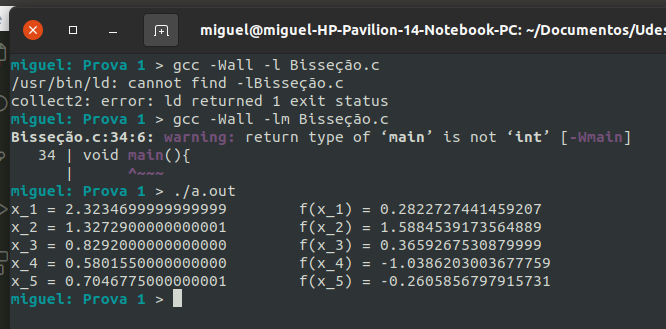 miguel@miguel-HP-Pavilion-14-Notebook-PC: ~/Documentos/Udes
miguel: Prova 1 > gcc -Wall -l Bisseção.c
/usr/bin/ld: cannot find -lBisseção.c
collect2: error: ld returned 1 exit status
miguel: Prova 1 > gcc -Wall -lm Bisseção.c
Bisseção.c:34:6: warning: return type of ‘main’ is not ‘int’ [-Wmain]
   34 | void main(){
      |      ^~~~
miguel: Prova 1 > ./a.out
x_1 = 2.3234699999999999        f(x_1) = 0.2822727441459207
x_2 = 1.3272900000000001        f(x_2) = 1.5884539173564889
x_3 = 0.8292000000000000        f(x_3) = 0.3659267530879999
x_4 = 0.5801550000000000        f(x_4) = -1.0386203003677759
x_5 = 0.7046775000000001        f(x_5) = -0.2605856797915731
miguel: Prova 1 >